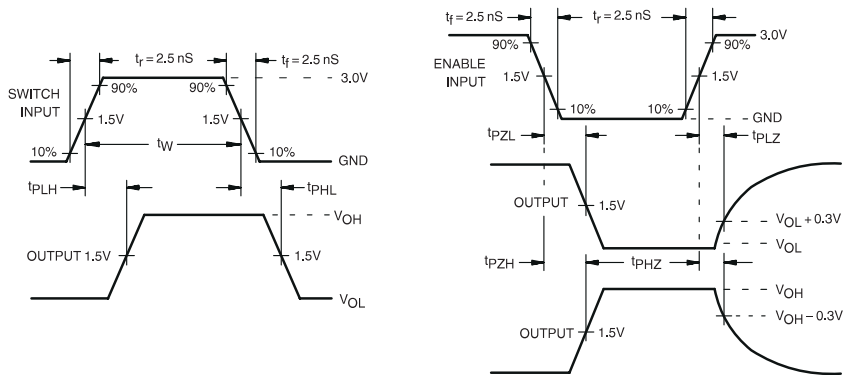 tr = 2.5 nS
tf = 2.5 nS
3.0V
90%
90%
SWITCH
INPUT
1.5V
1.5V
tW
10%
10%
GND
tPLH
tPHL
VOH
OUTPUT
1.5V
1.5V
VOL
tf = 2.5 nS
tr = 2.5 nS
3.0V
90%
90%
ENABLE
INPUT
1.5V
1.5V
10%
10%
GND
tPZL
tPLZ
OUTPUT
1.5V
VOL + 0.3V
VOL
tPZH
tPHZ
VOH
VOH – 0.3V
OUTPUT
1.5V